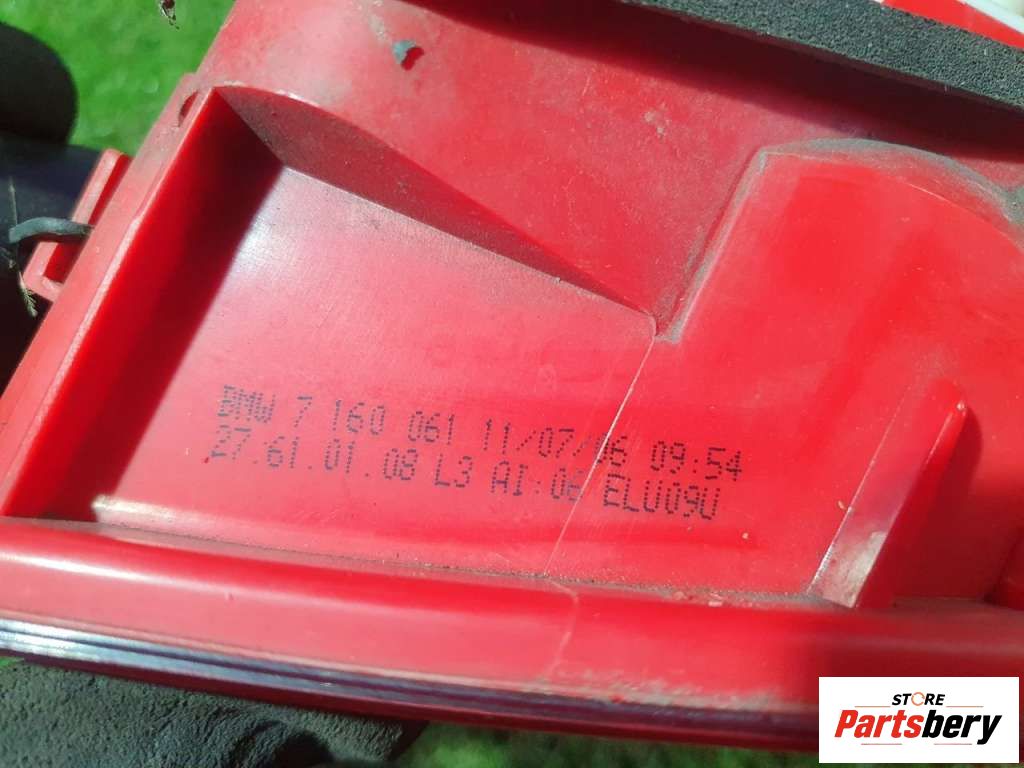 BMW 7 160 061 11/07/06 09:54
27.61.01.08 L3 AI:06 ELU09U
STORE
Partsbery